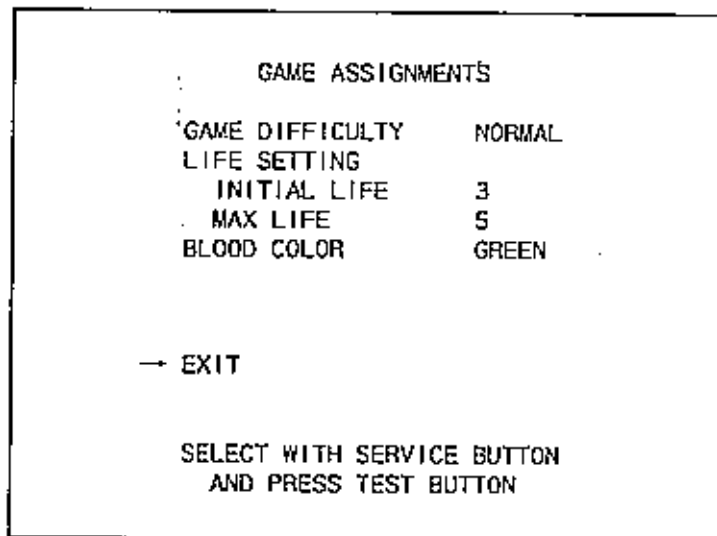 GAME ASSIGNMENTS
GAME DIFFICULTY NORMAL
LIFE SETTING
INITIAL LIFE 3
MAX LIFE 5
BLOOD COLOR GREEN
→ EXIT
SELECT WITH SERVICE BUTTON
AND PRESS TEST BUTTON